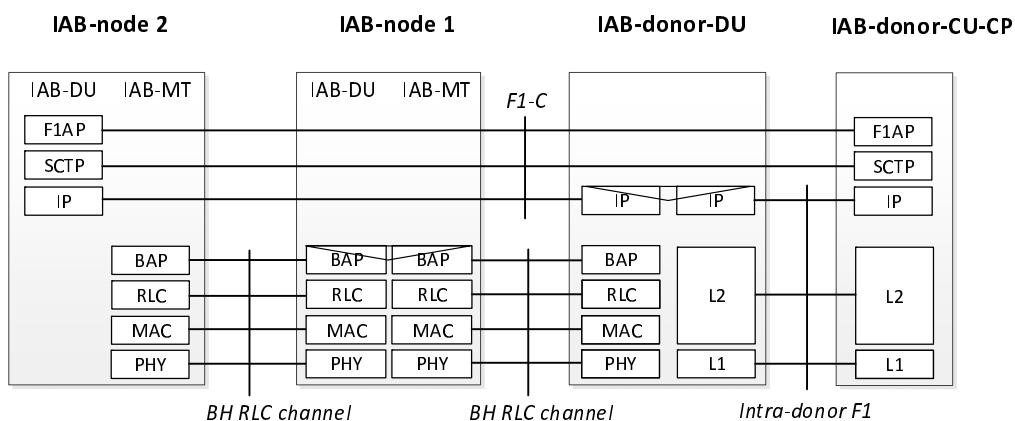 IAB-node 2 IAB-node 1 IAB-donor-DU IAB-donor-CU-CP
IAB-DU IAB-MT IAB-DU IAB-MT
F1-C
F1AP F1AP
SCTP SCTP
IP IP IP IP
BAP BAP BAP BAP
RLC RLC RLC RLC L2 L2
MAC MAC MAC MAC
PHY PHY PHY PHY L1 L1
BH RLC channel BH RLC channel Intra-donor F1